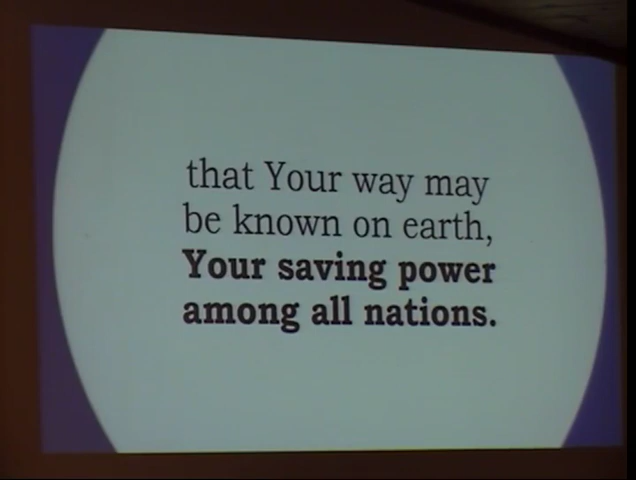 that Your way may
be known on earth,
Your saving power
among all nations.